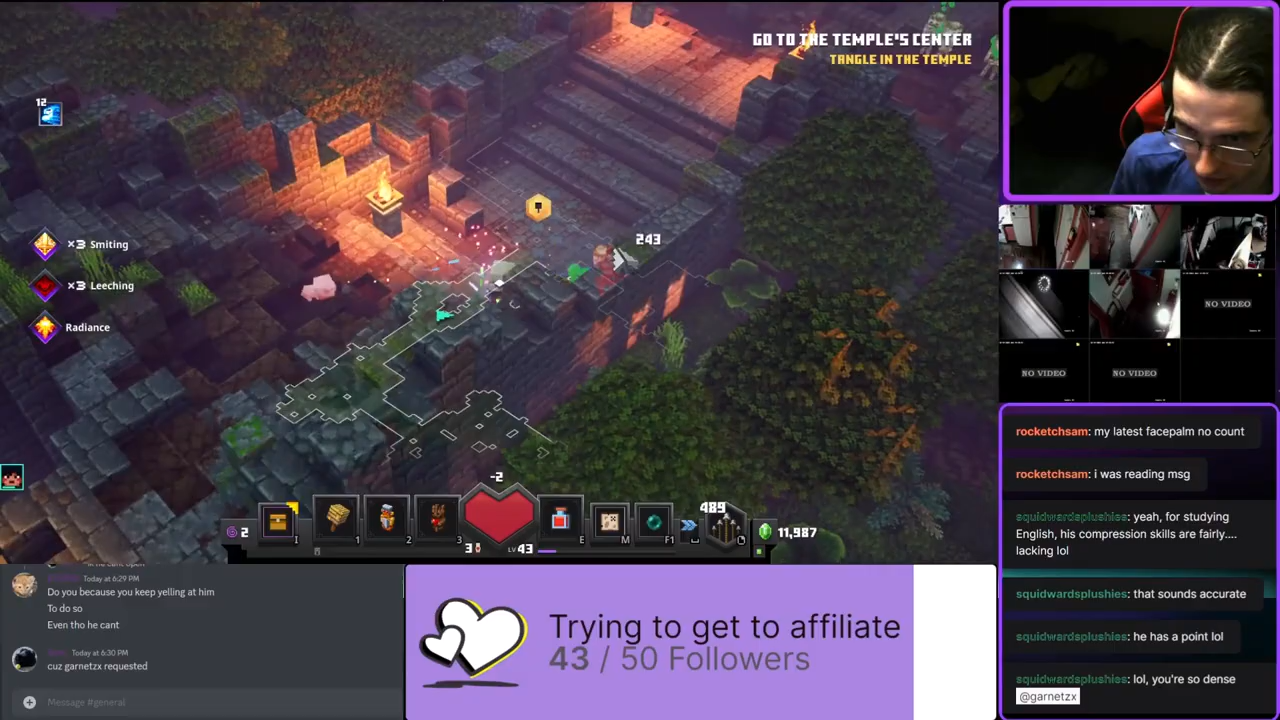 GO TO THE TEMPLE'S CENTER
TANGLE IN THE TEMPLE
12
243
×3 Smiting
×3 Leeching
Radiance
-2
489
2
I
1
2
3
E
M
F1
11,987
3
LV 43
NO VIDEO
NO VIDEO
NO VIDEO
rocketchsam: my latest facepalm no count
rocketchsam: i was reading msg
squidwardsplushies: yeah, for studying
English, his compression skills are fairly....
lacking lol
squidwardsplushies: that sounds accurate
squidwardsplushies: he has a point lol
squidwardsplushies: lol, you're so dense
@garnetzx
Today at 6:29 PM
Do you because you keep yelling at him
To do so
Even tho he cant
Today at 6:30 PM
cuz garnetzx requested
Message #general
Trying to get to affiliate
43 / 50 Followers